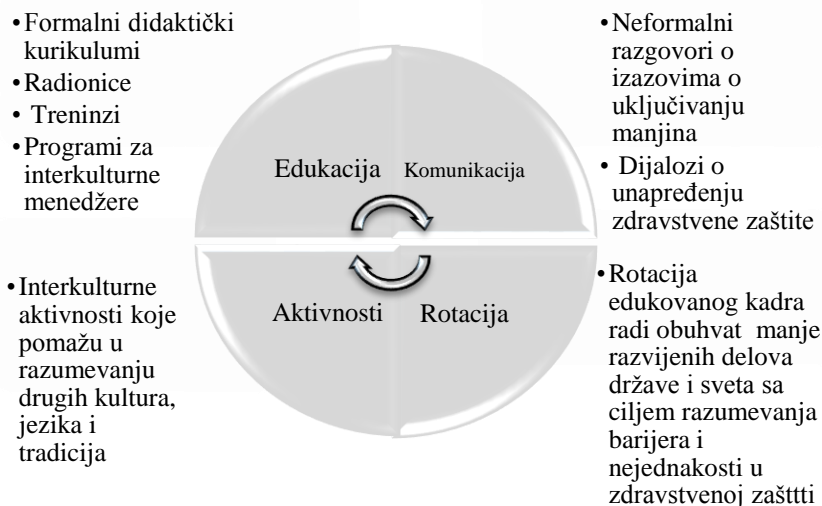 •Formalni didaktički
kurikulumi
•Radionice
• Treninzi
•Programi za
interkulturne
menedžere
•Neformalni
razgovori o
izazovima o
uključivanju
manjina
• Dijalozi o
unapređenju
zdravstvene zaštite
Edukacija
Komunikacija
Aktivnosti
Rotacija
•Interkulturne
aktivnosti koje
pomažu u
razumevanju
drugih kultura,
jezika i
tradicija
•Rotacija
edukovanog kadra
radi obuhvat manje
razvijenih delova
države i sveta sa
ciljem razumevanja
barijera i
nejednakosti u
zdravstvenoj zašttti